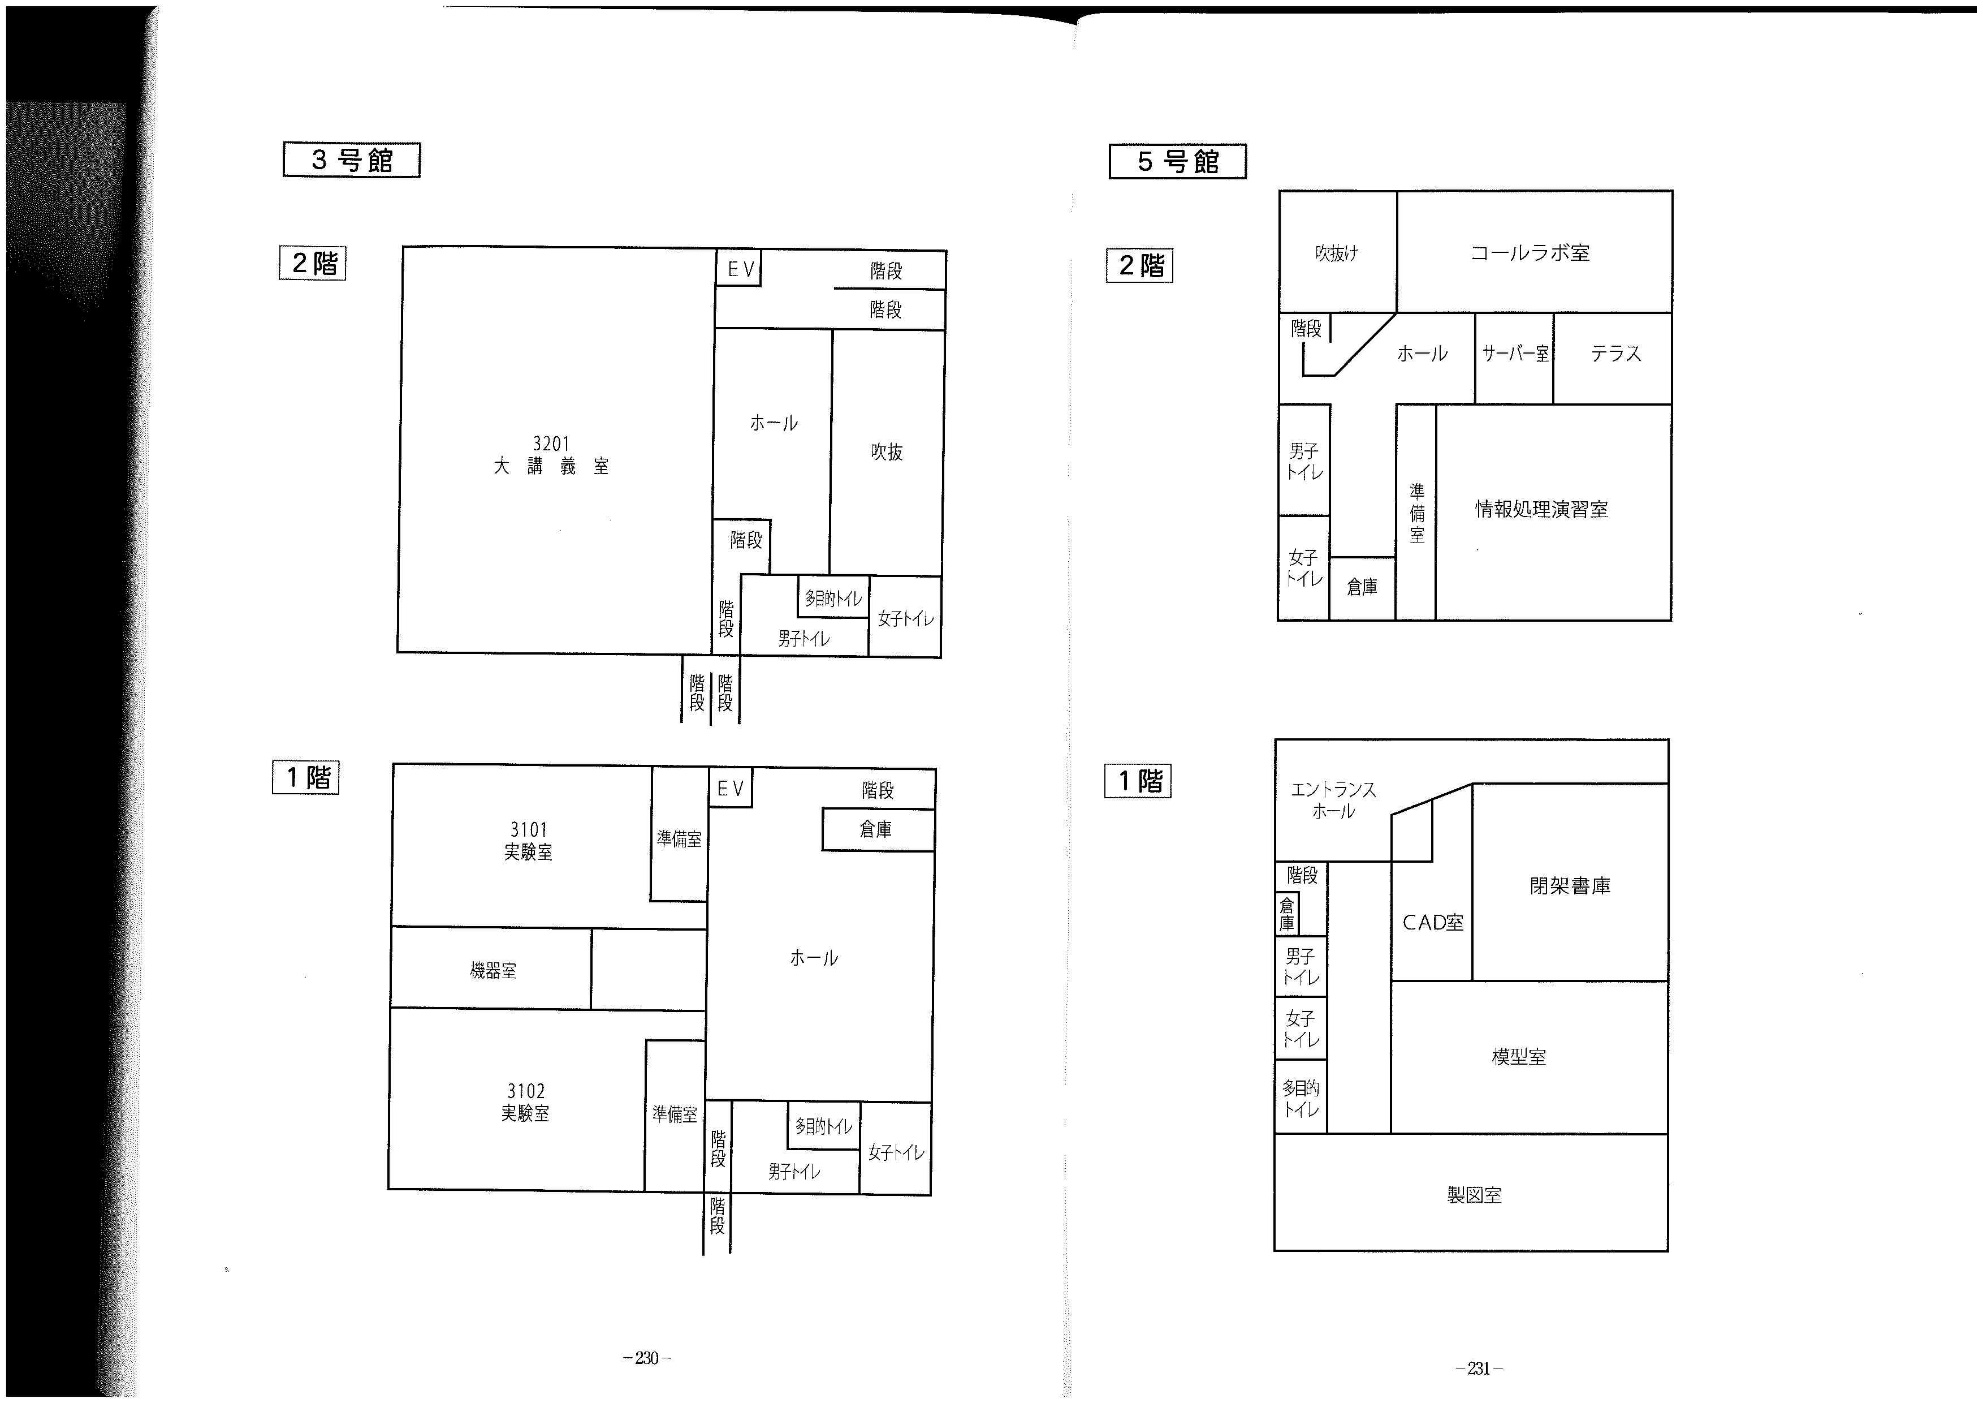 3号館
2階
EV
階段
階段
3201
大講義室
ホール
吹抜
階段
階段
多目的トイレ
女子トイレ
男子トイレ
階段
階段
1階
EV
階段
倉庫
3101
実験室
準備室
機器室
ホール
3102
実験室
準備室
階段
多目的トイレ
女子トイレ
男子トイレ
階段
-230-
5号館
2階
吹抜け
コールラボ室
階段
ホール
サーバー室
テラス
男子
トイレ
準備室
情報処理演習室
女子
トイレ
倉庫
1階
エントランス
ホール
階段
倉庫
閉架書庫
CAD室
男子
トイレ
女子
トイレ
模型室
多目的
トイレ
製図室
-231-